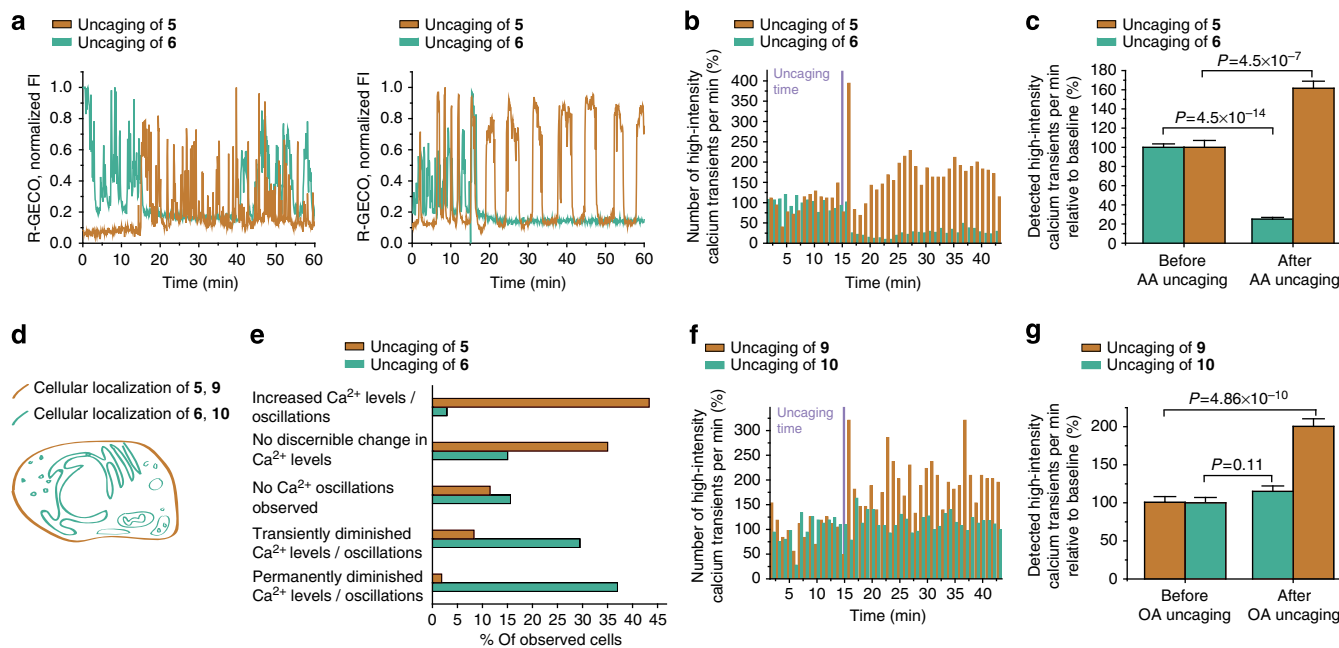 a
Uncaging of 5
Uncaging of 6
R-GECO, normalized FI
1.0
0.8
0.6
0.4
0.2
0.0
0 10 20 30 40 50 60
Time (min)
Uncaging of 5
Uncaging of 6
R-GECO, normalized FI
1.0
0.8
0.6
0.4
0.2
0.0
0 10 20 30 40 50 60
Time (min)
b
Uncaging of 5
Uncaging of 6
Number of high-intensity
calcium transients per min (%)
400
350
300
250
200
150
100
50
0
Uncaging
time
5 10 15 20 25 30 35 40
Time (min)
c
Uncaging of 5
Uncaging of 6
Detected high-intensity
calcium transients per min
relative to baseline (%)
180
160
140
120
100
80
60
40
20
0
P=4.5×10−7
P=4.5×10−14
Before
AA uncaging
After
AA uncaging
d
Cellular localization of 5, 9
Cellular localization of 6, 10
e
Uncaging of 5
Uncaging of 6
Increased Ca2+ levels /
oscillations
No discernible change in
Ca2+ levels
No Ca2+ oscillations
observed
Transiently diminished
Ca2+ levels / oscillations
Permanently diminished
Ca2+ levels / oscillations
0 5 10 15 20 25 30 35 40 45
% Of observed cells
f
Uncaging of 9
Uncaging of 10
Number of high-intensity
calcium transients per min (%)
350
300
250
200
150
100
50
0
Uncaging
time
5 10 15 20 25 30 35 40
Time (min)
g
Uncaging of 9
Uncaging of 10
Detected high-intensity
calcium transients per min
relative to baseline (%)
200
150
100
50
0
P=4.86×10−10
P=0.11
Before
OA uncaging
After
OA uncaging